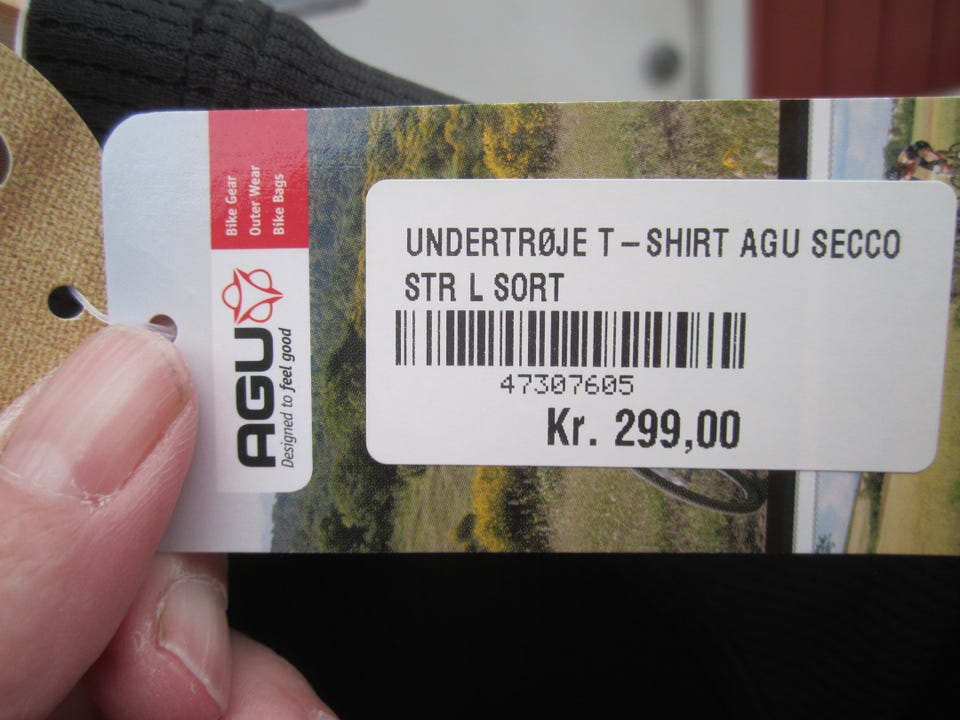 Bike Gear
Outer Wear
Bike Bags
AGU
Designed to feel good
UNDERTRØJE T-SHIRT AGU SECCO
STR L SORT
47307605
Kr. 299,00